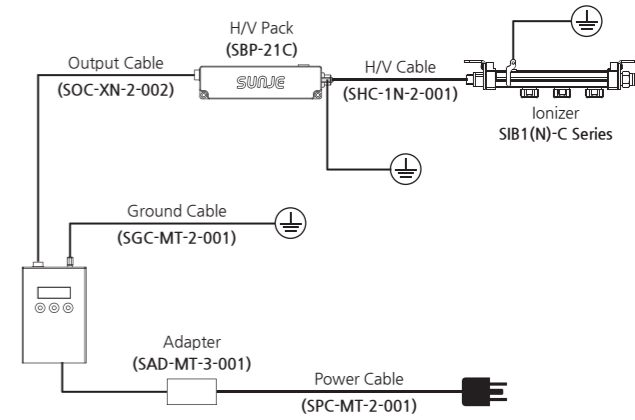 H/V Pack
(SBP-21C)
Output Cable
(SOC-XN-2-002)
SUNJE
H/V Cable
(SHC-1N-2-001)
Ionizer
SIB1(N)-C Series
Ground Cable
(SGC-MT-2-001)
Adapter
(SAD-MT-3-001)
Power Cable
(SPC-MT-2-001)